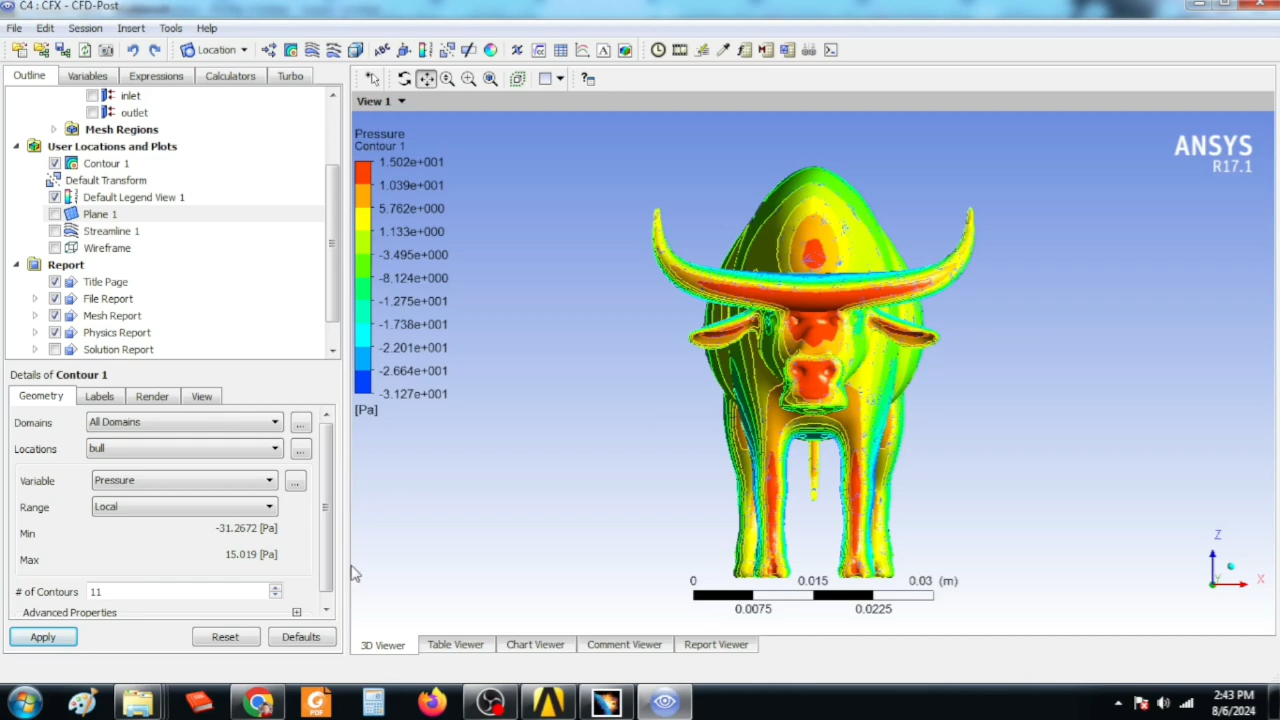 C4 : CFX - CFD-Post
File Edit Session Insert Tools Help
Location
Outline Variables Expressions Calculators Turbo
inlet
outlet
Mesh Regions
User Locations and Plots
Contour 1
Default Transform
Default Legend View 1
Plane 1
Streamline 1
Wireframe
Report
Title Page
File Report
Mesh Report
Physics Report
Solution Report
Details of Contour 1
Geometry Labels Render View
Domains All Domains ...
Locations bull ...
Variable Pressure ...
Range Local
Min -31.2672 [Pa]
Max 15.019 [Pa]
# of Contours 11
Advanced Properties
Apply Reset Defaults
View 1
Pressure
Contour 1
1.502e+001
1.039e+001
5.762e+000
1.133e+000
-3.495e+000
-8.124e+000
-1.275e+001
-1.738e+001
-2.201e+001
-2.664e+001
-3.127e+001
[Pa]
ANSYS
R17.1
0 0.015 0.03 (m)
0.0075 0.0225
Z
Y X
3D Viewer Table Viewer Chart Viewer Comment Viewer Report Viewer
PDF
2:43 PM
8/6/2024